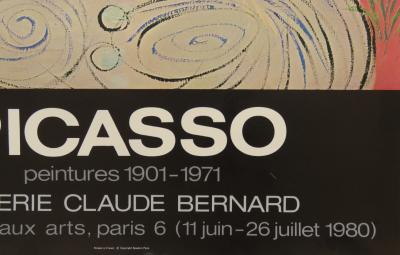 PICASSO
peintures 1901-1971
ERIE CLAUDE BERNARD
aux arts, paris 6 (11 juin-26 juillet 1980)